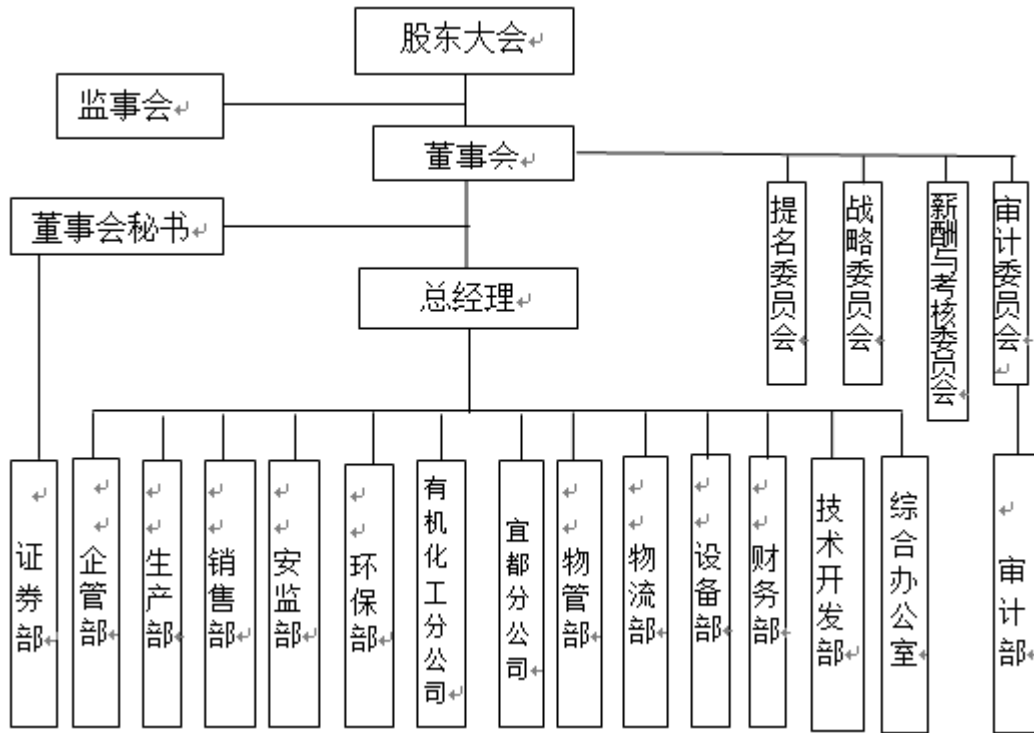 股东大会
监事会
董事会
董事会秘书
总经理
提名委员会
战略委员会
新酬与考核委员会
审计委员会
证券部
企管部
生产部
销售部
安监部
环保部
有机化工分公司
宜都分公司
物管部
物流部
设备部
财务部
技术开发部
综合办公室
审计部